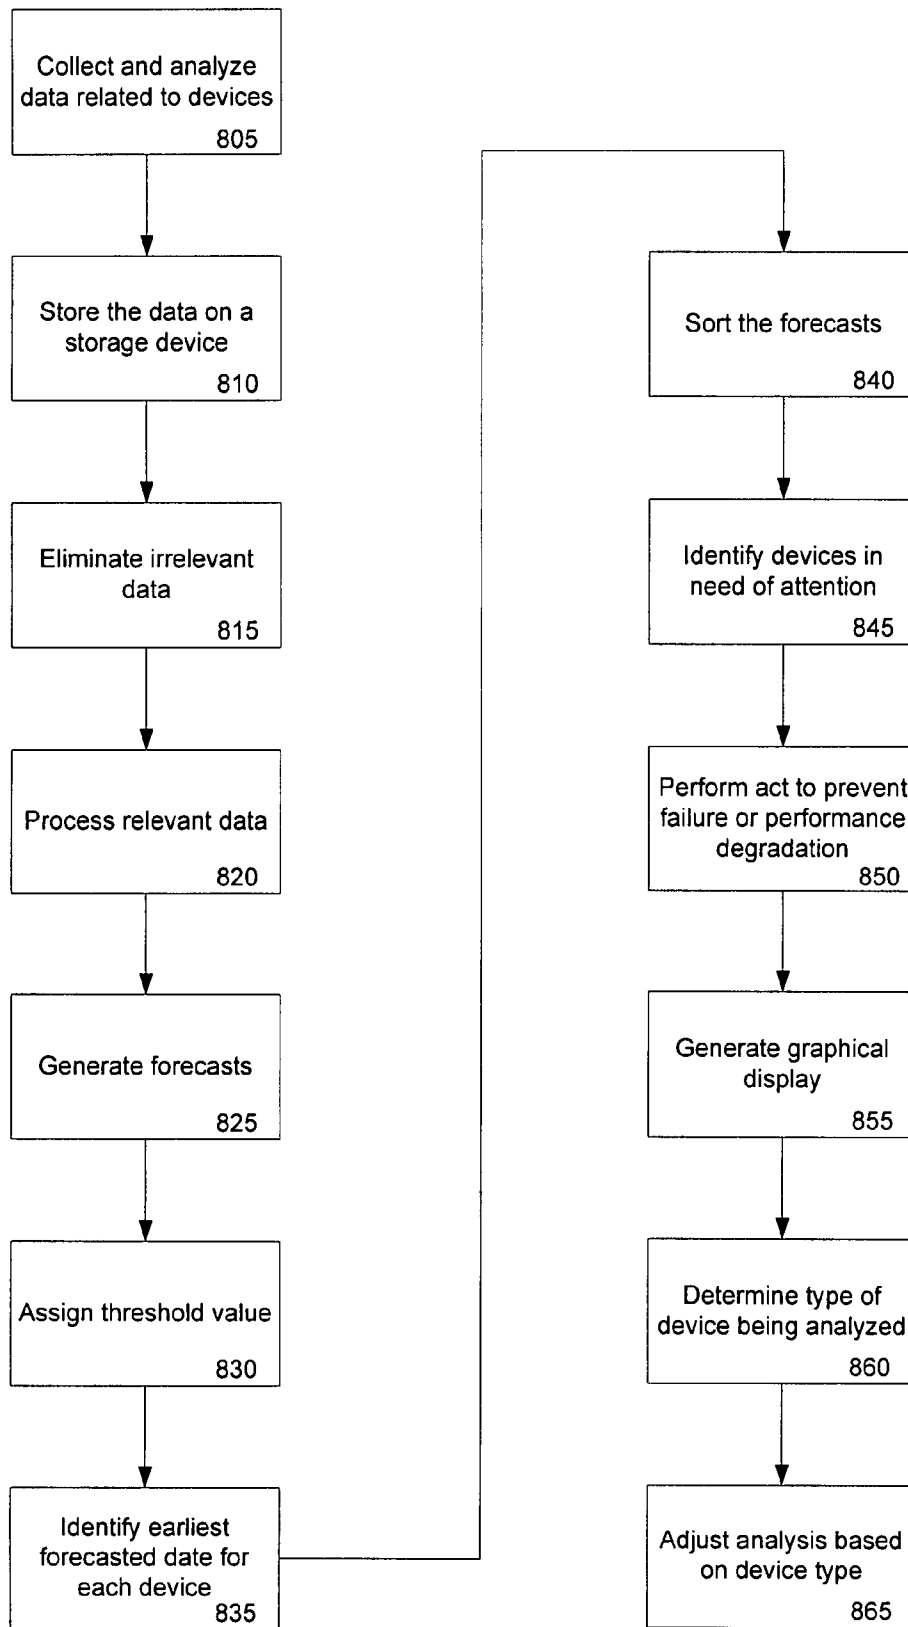 Collect and analyze
data related to devices
805
Store the data on a
storage device
810
Eliminate irrelevant
data
815
Process relevant data
820
Generate forecasts
825
Assign threshold value
830
Identify earliest
forecasted date for
each device
835
Sort the forecasts
840
Identify devices in
need of attention
845
Perform act to prevent
failure or performance
degradation
850
Generate graphical
display
855
Determine type of
device being analyzed
860
Adjust analysis based
on device type
865